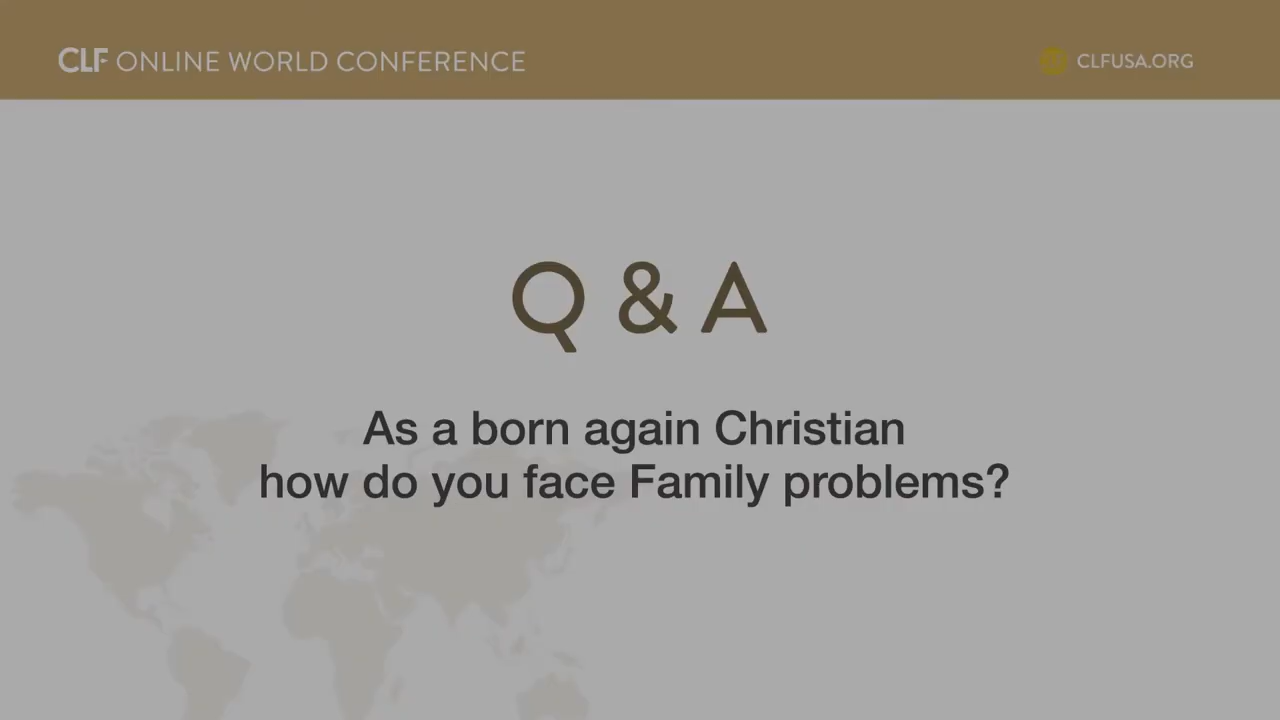 CLF ONLINE WORLD CONFERENCE
CLFUSA.ORG
Q & A
As a born again Christian
how do you face Family problems?